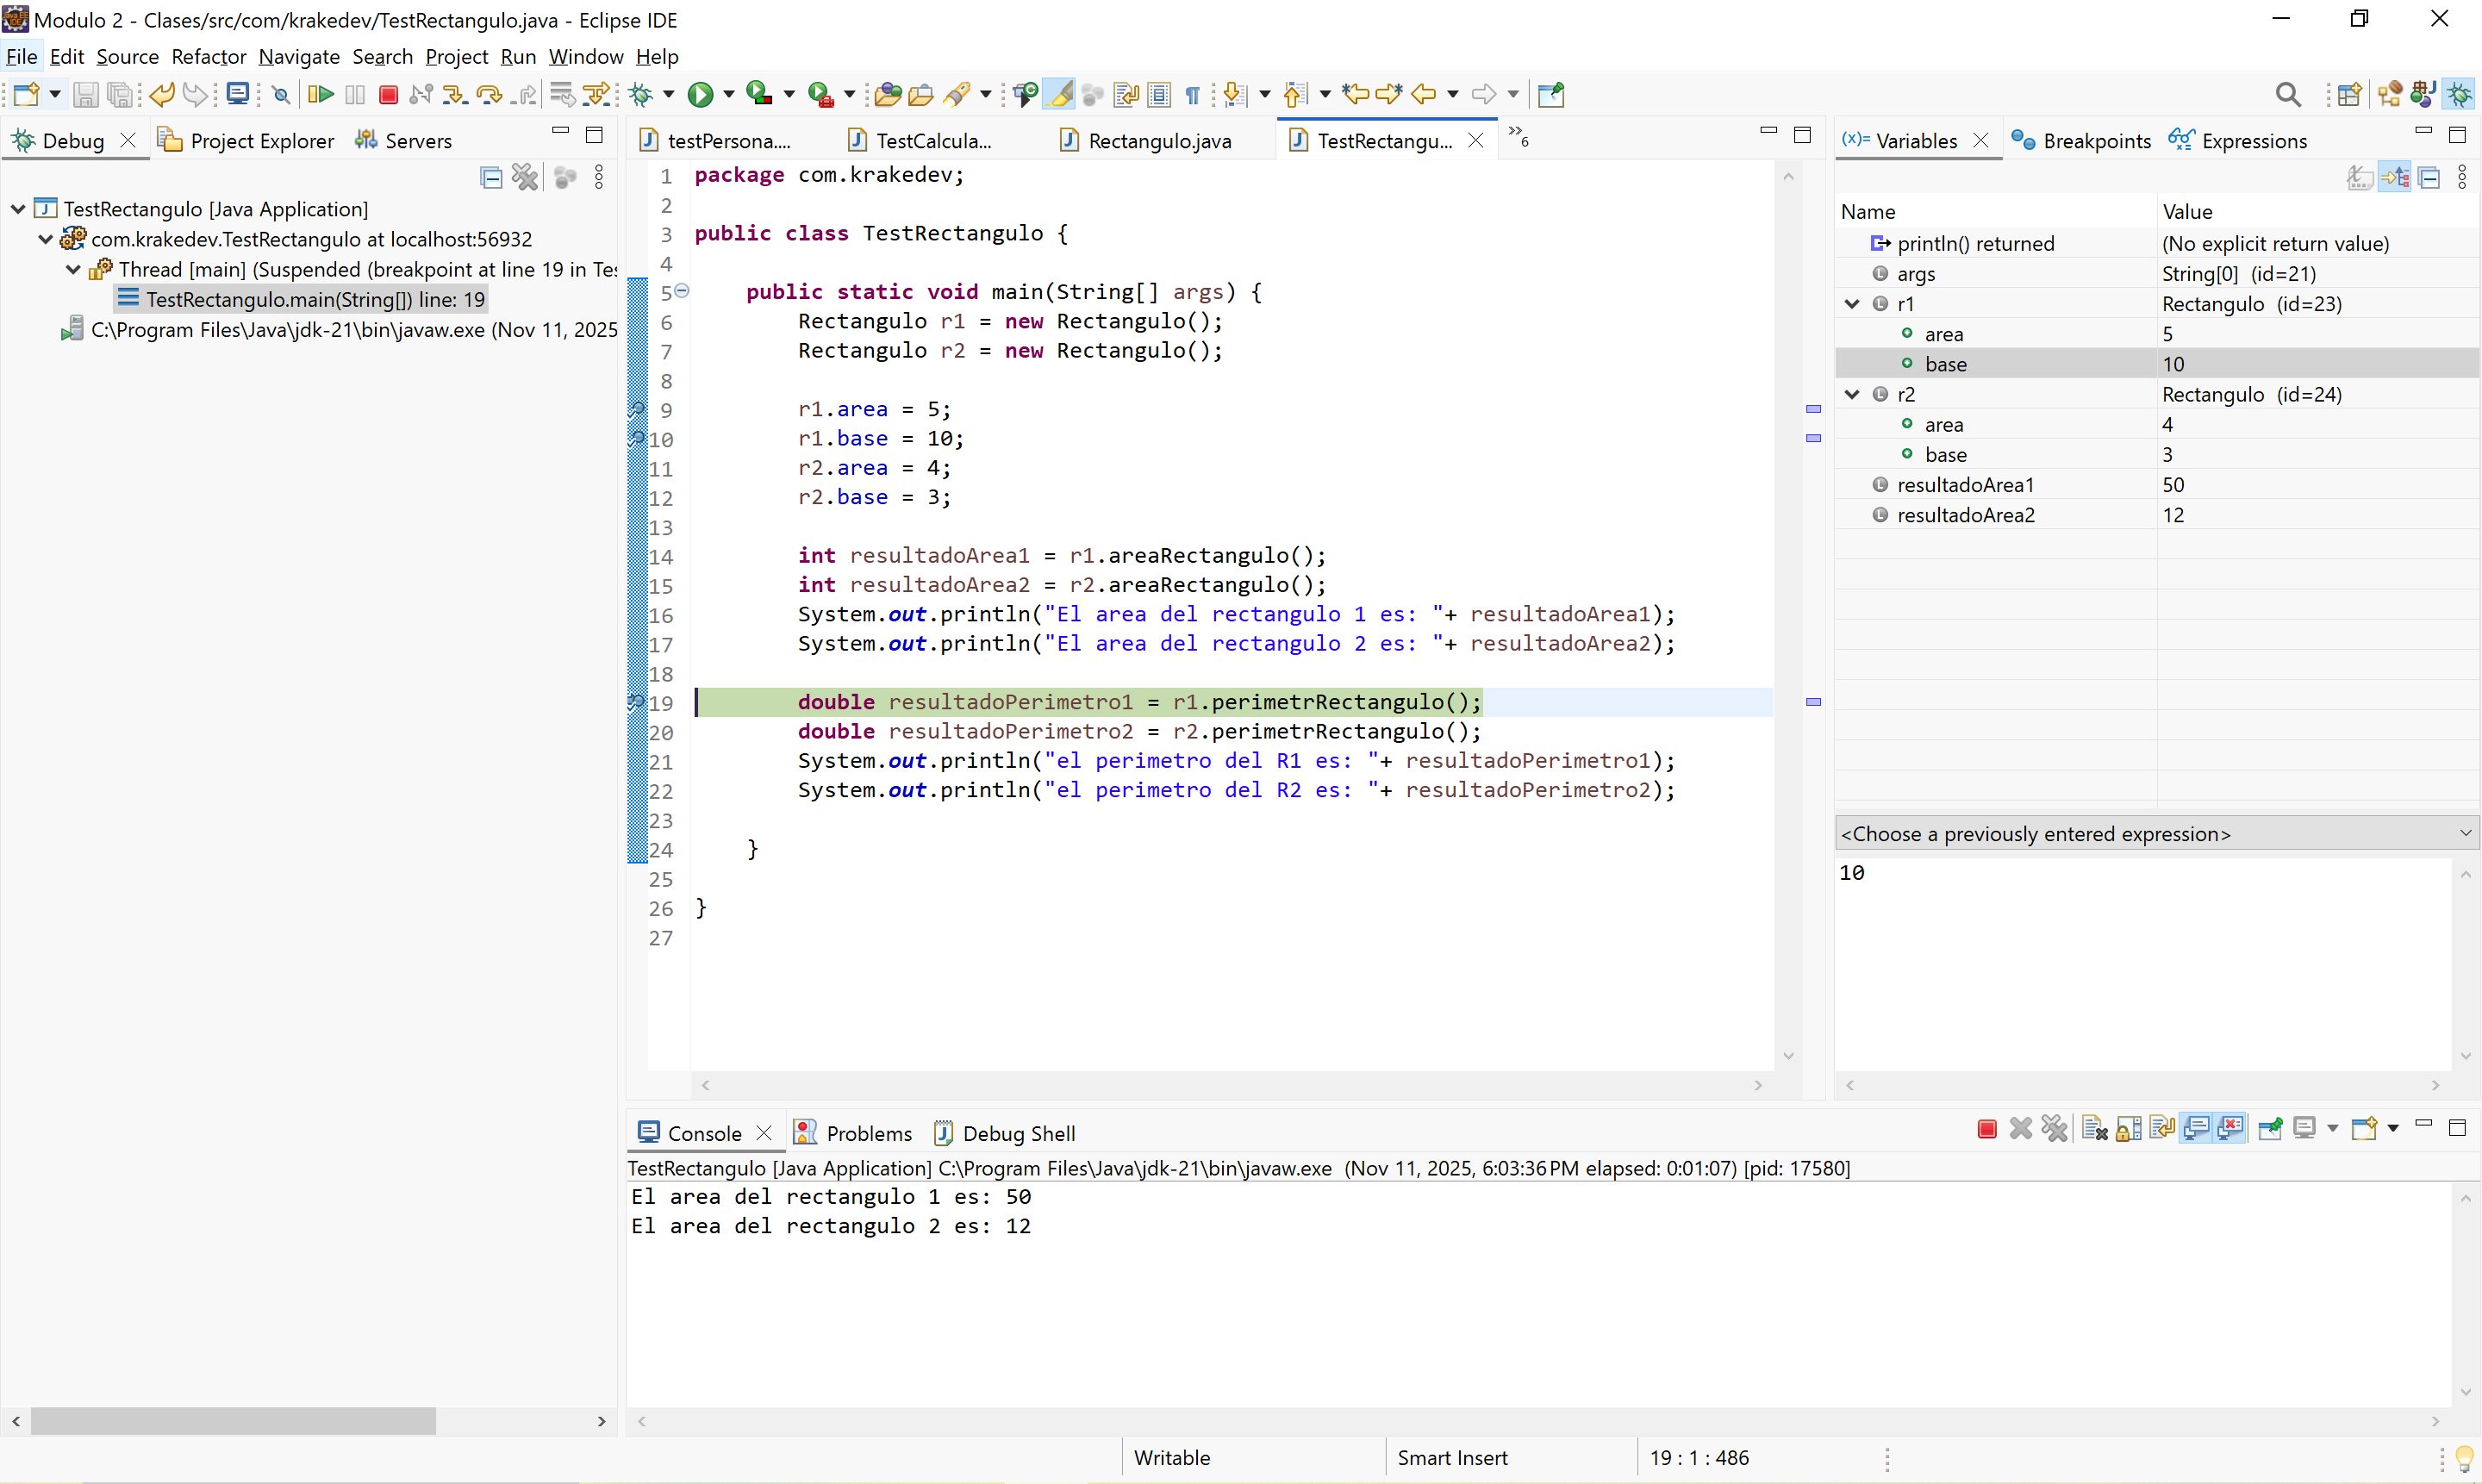 Modulo 2 - Clases/src/com/krakedev/TestRectangulo.java - Eclipse IDE
File Edit Source Refactor Navigate Search Project Run Window Help
Debug
Project Explorer
Servers
TestRectangulo [Java Application]
com.krakedev.TestRectangulo at localhost:56932
Thread [main] (Suspended (breakpoint at line 19 in Tes
TestRectangulo.main(String[]) line: 19
C:\Program Files\Java\jdk-21\bin\javaw.exe (Nov 11, 2025
testPersona....
TestCalcula...
Rectangulo.java
TestRectangu...
»6
1 package com.krakedev;
2
3 public class TestRectangulo {
4
5 public static void main(String[] args) {
6 Rectangulo r1 = new Rectangulo();
7 Rectangulo r2 = new Rectangulo();
8
9 r1.area = 5;
10 r1.base = 10;
11 r2.area = 4;
12 r2.base = 3;
13
14 int resultadoArea1 = r1.areaRectangulo();
15 int resultadoArea2 = r2.areaRectangulo();
16 System.out.println("El area del rectangulo 1 es: "+ resultadoArea1);
17 System.out.println("El area del rectangulo 2 es: "+ resultadoArea2);
18
19 double resultadoPerimetro1 = r1.perimetrRectangulo();
20 double resultadoPerimetro2 = r2.perimetrRectangulo();
21 System.out.println("el perimetro del R1 es: "+ resultadoPerimetro1);
22 System.out.println("el perimetro del R2 es: "+ resultadoPerimetro2);
23
24 }
25
26 }
27
(x)= Variables
Breakpoints
Expressions
Name Value
println() returned (No explicit return value)
args String[0] (id=21)
r1 Rectangulo (id=23)
area 5
base 10
r2 Rectangulo (id=24)
area 4
base 3
resultadoArea1 50
resultadoArea2 12
<Choose a previously entered expression>
10
Console
Problems
Debug Shell
TestRectangulo [Java Application] C:\Program Files\Java\jdk-21\bin\javaw.exe (Nov 11, 2025, 6:03:36 PM elapsed: 0:01:07) [pid: 17580]
El area del rectangulo 1 es: 50
El area del rectangulo 2 es: 12
Writable
Smart Insert
19 : 1 : 486